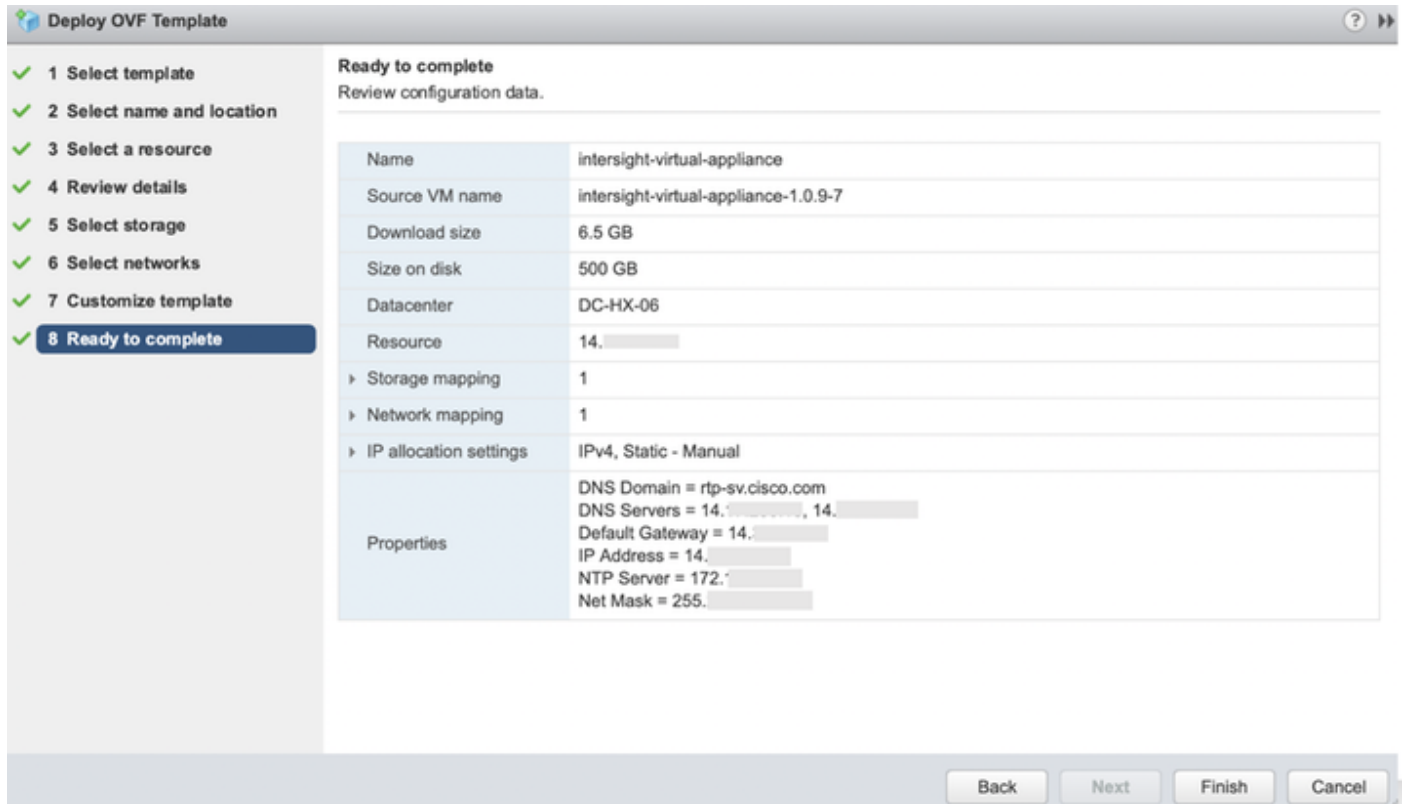 Deploy OVF Template
1 Select template
2 Select name and location
3 Select a resource
4 Review details
5 Select storage
6 Select networks
7 Customize template
8 Ready to complete
Ready to complete
Review configuration data.
Name intersight-virtual-appliance
Source VM name intersight-virtual-appliance-1.0.9-7
Download size 6.5 GB
Size on disk 500 GB
Datacenter DC-HX-06
Resource 14.
Storage mapping 1
Network mapping 1
IP allocation settings IPv4, Static - Manual
Properties
DNS Domain = rtp-sv.cisco.com
DNS Servers = 14. , 14.
Default Gateway = 14.
IP Address = 14.
NTP Server = 172.
Net Mask = 255.
Back Next Finish Cancel